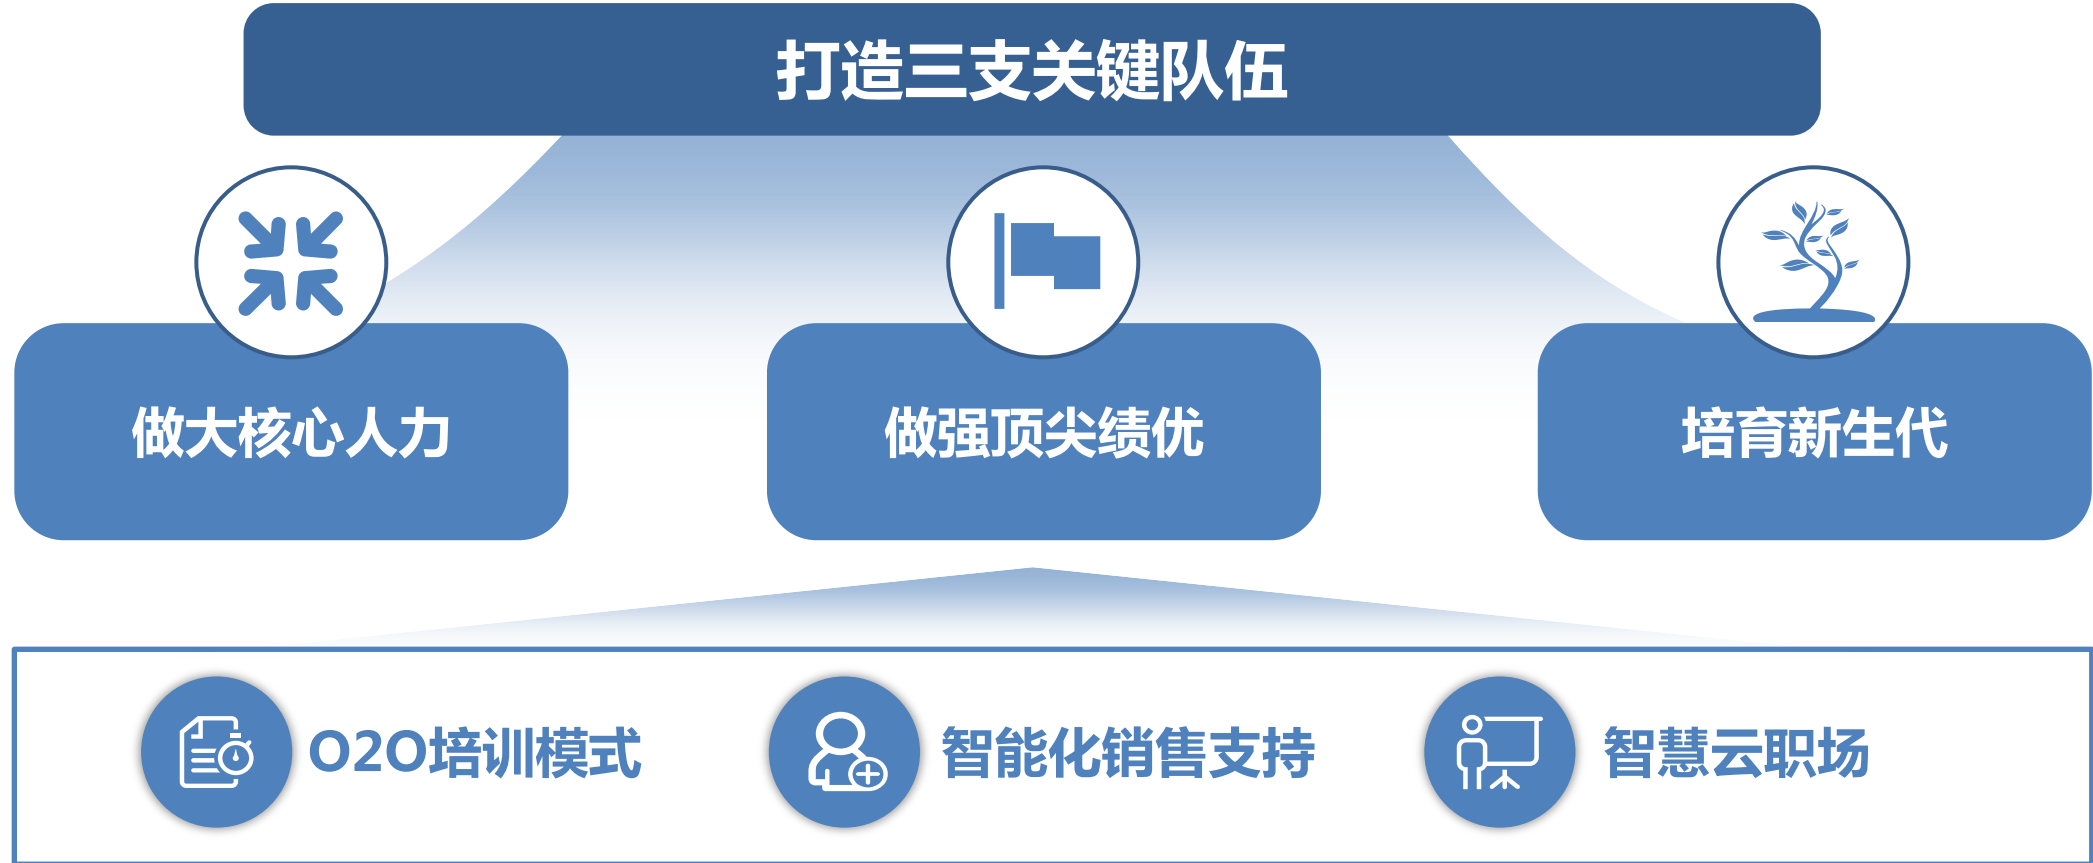 打造三支关键队伍
做大核心人力
做强顶尖绩优
培育新生代
O2O培训模式
智能化销售支持
智慧云职场